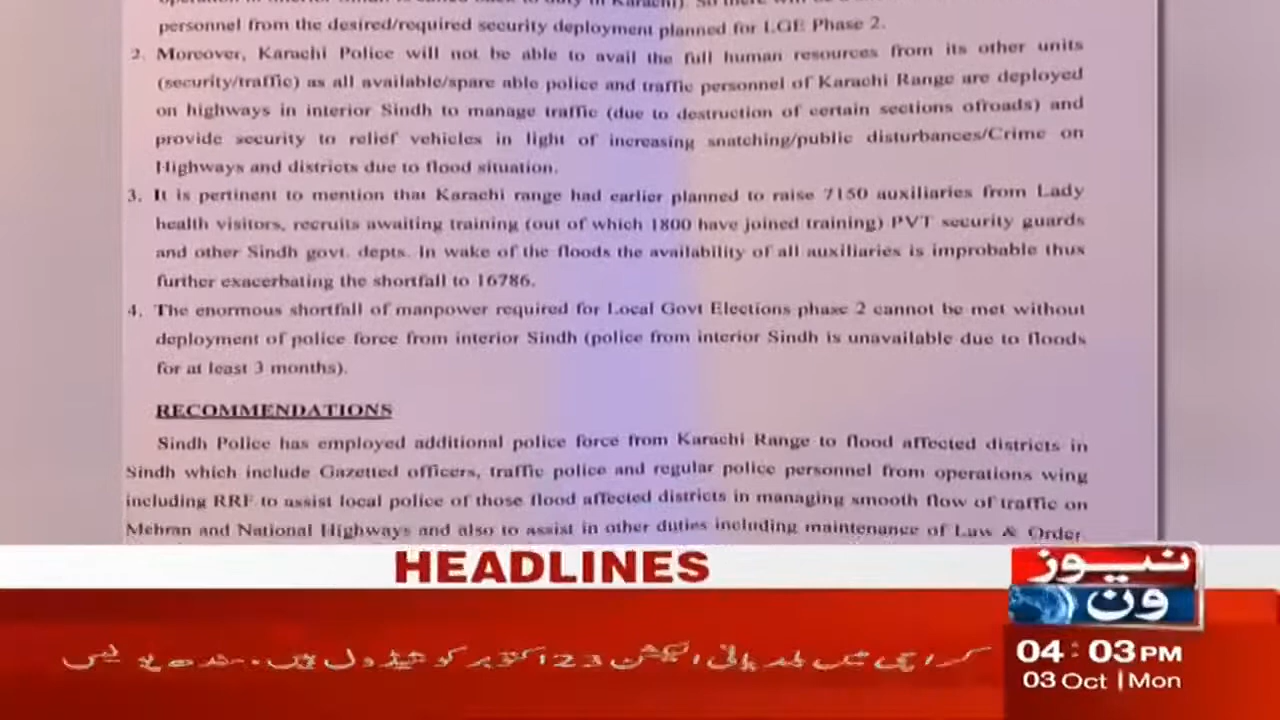 personnel from the desired/required security deployment planned for LGE Phase 2.
2. Moreover, Karachi Police will not be able to avail the full human resources from its other units
(security/traffic) as all available/spare able police and traffic personnel of Karachi Range are deployed
on highways in interior Sindh to manage traffic (due to destruction of certain sections ofroads) and
provide security to relief vehicles in light of increasing snatching/public disturbances/Crime on
Highways and districts due to flood situation.
3. It is pertinent to mention that Karachi range had earlier planned to raise 7150 auxiliaries from Lady
health visitors, recruits awaiting training (out of which 1800 have joined training) PVT security guards
and other Sindh govt. depts. In wake of the floods the availability of all auxiliaries is improbable thus
further exacerbating the shortfall to 16786.
4. The enormous shortfall of manpower required for Local Govt Elections phase 2 cannot be met without
deployment of police force from interior Sindh (police from interior Sindh is unavailable due to floods
for at least 3 months).
RECOMMENDATIONS
Sindh Police has employed additional police force from Karachi Range to flood affected districts in
Sindh which include Gazetted officers, traffic police and regular police personnel from operations wing
including RRF to assist local police of those flood affected districts in managing smooth flow of traffic on
Mehran and National Highways and also to assist in other duties including maintenance of Law & Order
HEADLINES
نیوز
ون
کراچی میں بلدیاتی الیکشن 23 اکتوبر کو شیڈول ہیں، سندھ پولیس
04:03 PM
03 Oct | Mon